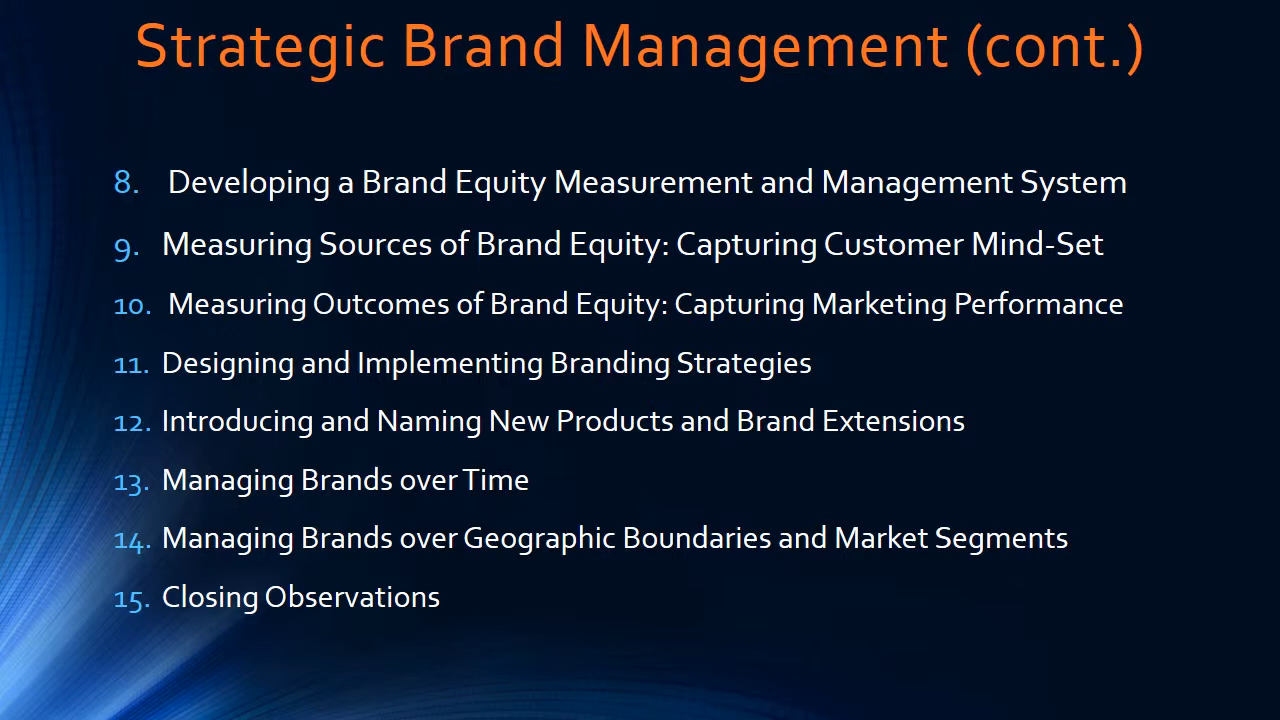 Strategic Brand Management (cont.)
8. Developing a Brand Equity Measurement and Management System
9. Measuring Sources of Brand Equity: Capturing Customer Mind-Set
10. Measuring Outcomes of Brand Equity: Capturing Marketing Performance
11. Designing and Implementing Branding Strategies
12. Introducing and Naming New Products and Brand Extensions
13. Managing Brands over Time
14. Managing Brands over Geographic Boundaries and Market Segments
15. Closing Observations